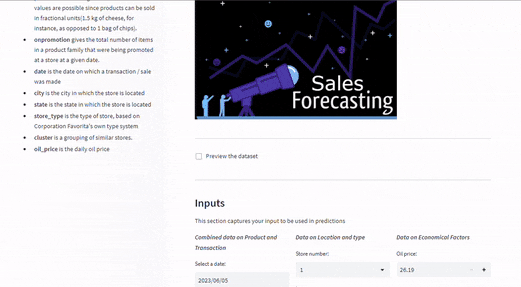 values are possible since products can be sold
in fractional units(1.5 kg of cheese, for
instance, as opposed to 1 bag of chips).
onpromotion gives the total number of items
in a product family that were being promoted
at a store at a given date.
date is the date on which a transaction / sale
was made
city is the city in which the store is located
state is the state in which the store is located
store_type is the type of store, based on
Corporation Favorita's own type system
cluster is a grouping of similar stores.
oil_price is the daily oil price
Sales
Forecasting
Preview the dataset
Inputs
This section captures your input to be used in predictions
Combined data on Product and
Transaction
Select a date:
2023/06/05
Data on Location and type
Store number:
1
Data on Economical Factors
Oil price:
26.19
- +